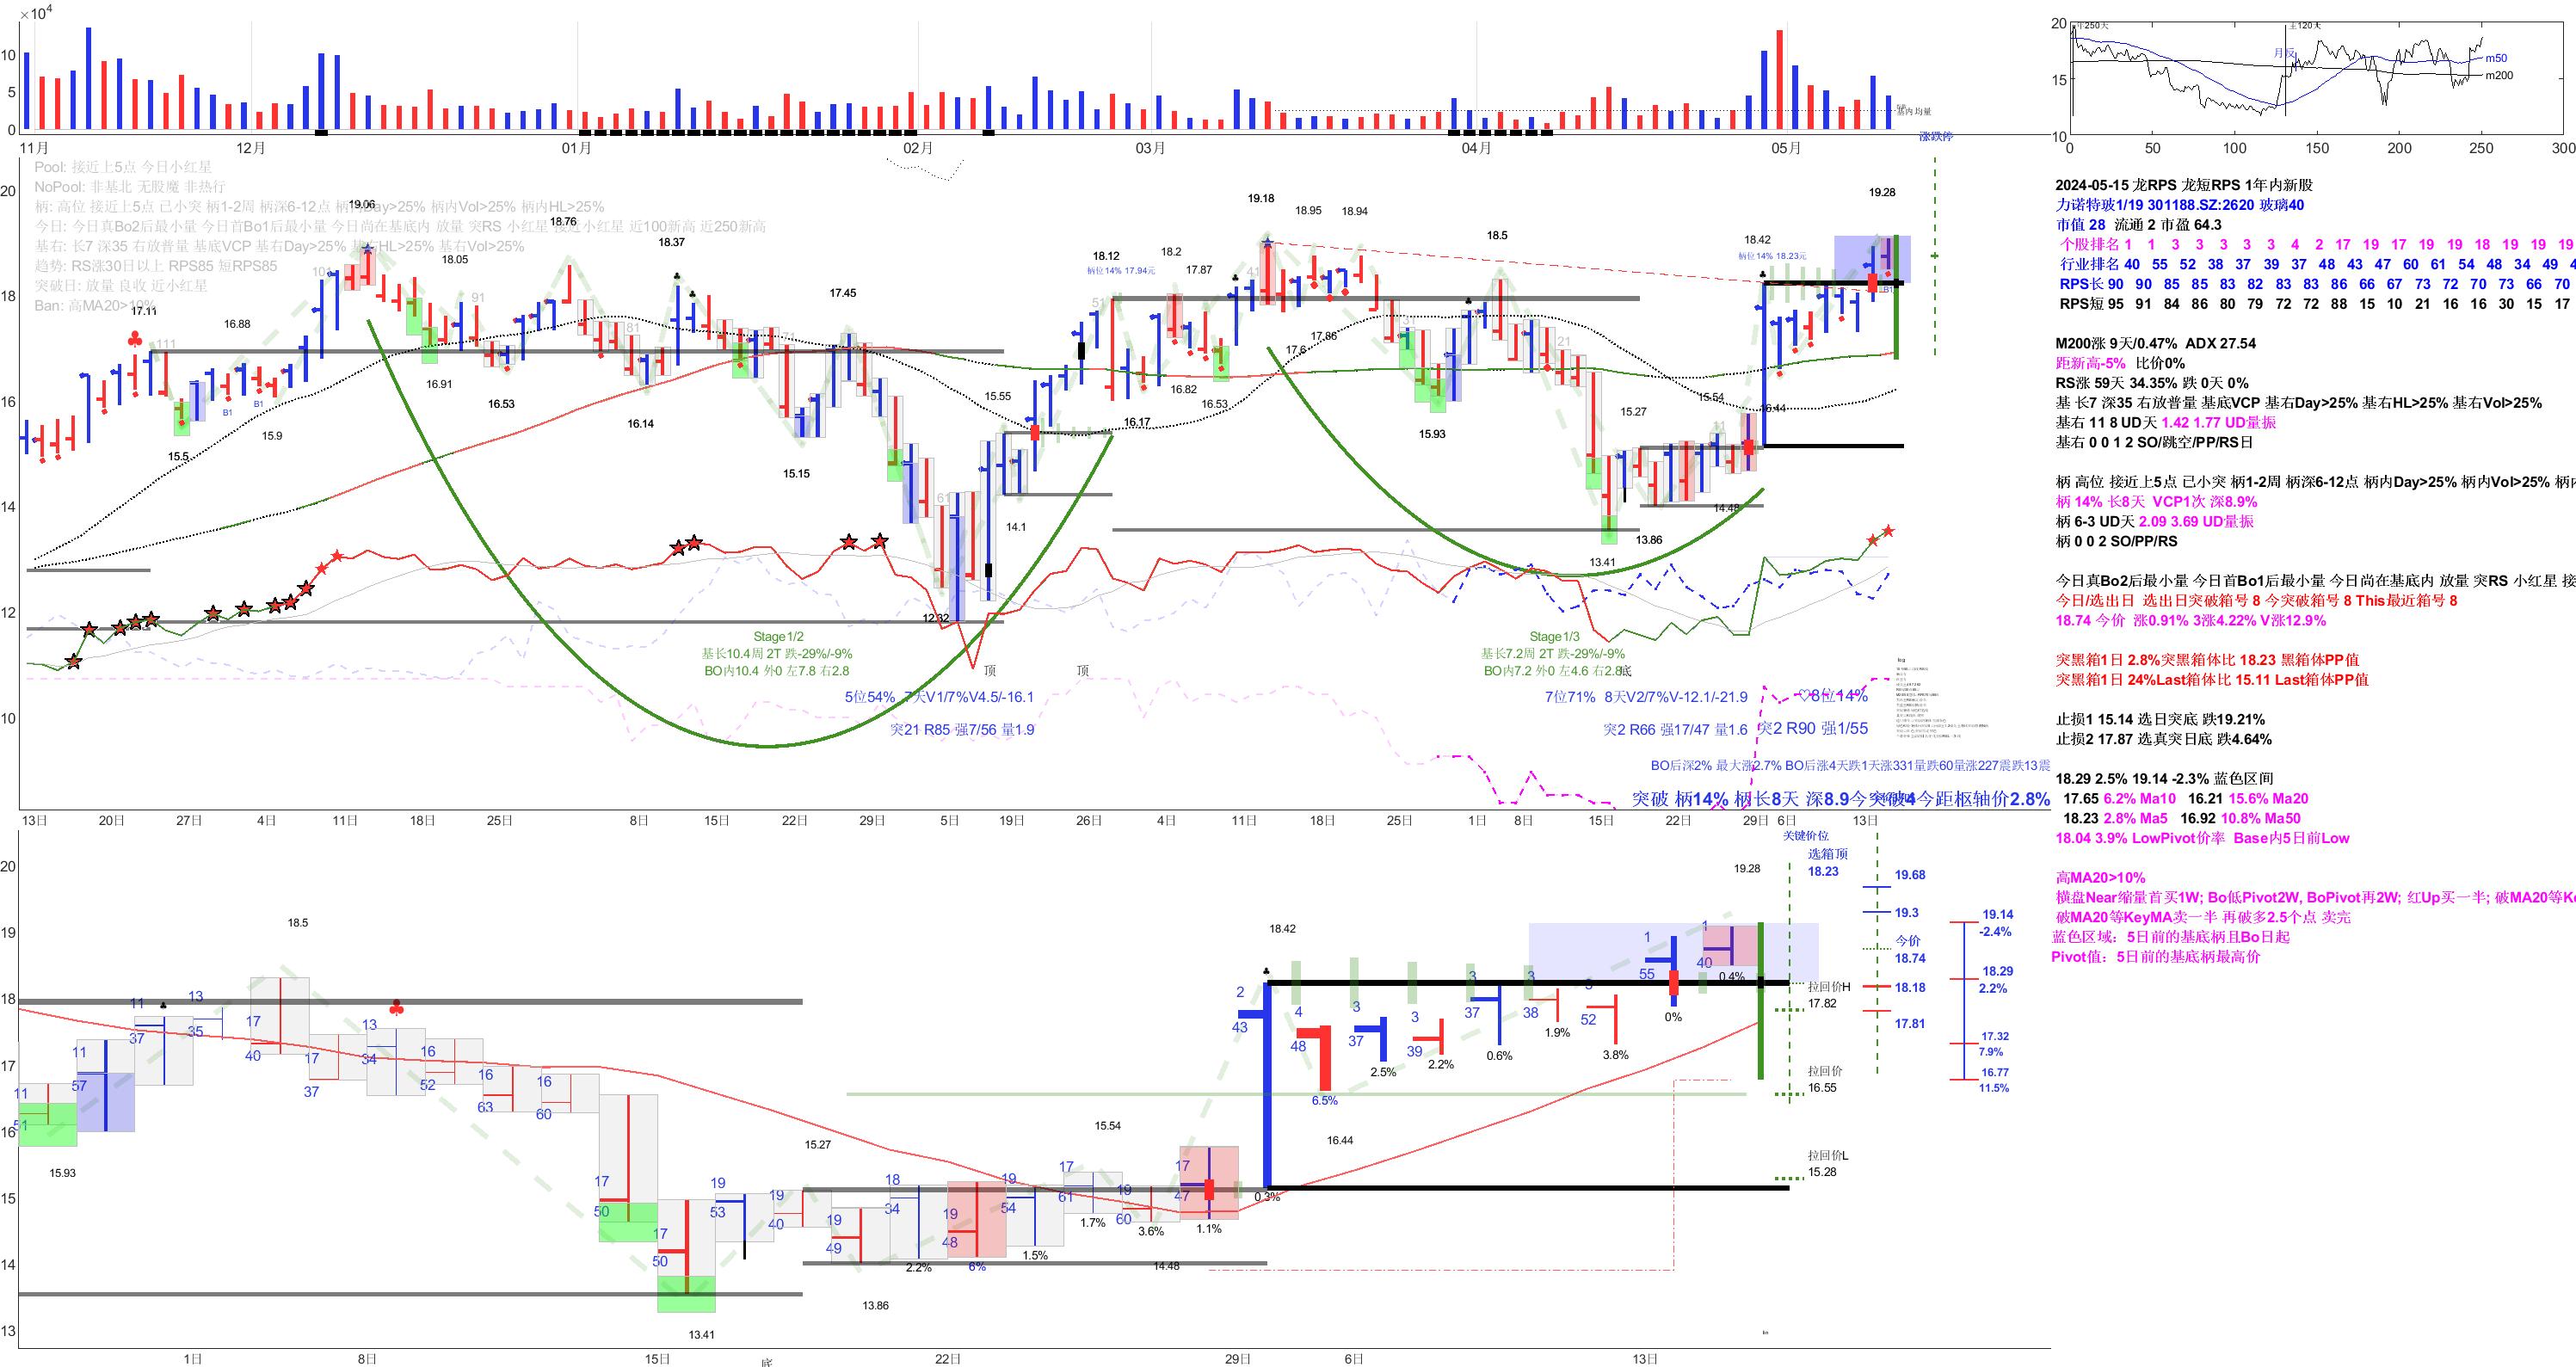 ×10⁴
10
5
0
11月
12月
01月
02月
03月
04月
05月
基内均量
涨跌停
Pool: 接近上5点 今日小红星
NoPool: 非基北 无股魔 非热行
柄: 高位 接近上5点 己小突 柄1-2周 柄深6-12点 柄内Day>25% 柄内Vol>25% 柄内HL>25%
今日: 今日真Bo2后最小量 今日首Bo1后最小量 今日尚在基底内 放量 突RS 小红星 接近小红星 近100新高 近250新高
基右: 长7 深35 右放普量 基底VCP 基右Day>25% 基右HL>25% 基右Vol>25%
趋势: RS涨30日以上 RPS85 短RPS85
突破日: 放量 良收 近小红星
Ban: 高MA20>10%
20
18
16
14
12
10
19.06
18.76
18.37
18.05
17.11
16.88
17.45
15.5
15.9
16.91
16.53
16.14
15.15
12.32
15.55
14.1
18.12
柄位14% 17.94元
18.2
17.87
16.17
16.82
16.53
19.18
18.95
18.94
17.6
17.86
15.93
18.5
15.27
15.54
13.41
13.86
14.48
16.44
18.42
柄位14% 18.23元
19.28
B1
B1
111
91
81
51
21
Stage1/2
基长10.4周 2T 跌-29%/-9%
BO内10.4 外0 左7.8 右2.8
Stage1/3
基长7.2周 2T 跌-29%/-9%
BO内7.2 外0 左4.6 右2.8
顶
顶
底
5位54% 7天V1/7%V4.5/-16.1
突21 R85 强7/56 量1.9
7位71% 8天V2/7%V-12.1/-21.9
突2 R66 强17/47 量1.6
♡8位14%
突2 R90 强1/55
BO后深2% 最大涨2.7% BO后涨4天跌1天涨331量跌60量涨227震跌13震
突破 柄14% 柄长8天 深8.9今突破4今距枢轴价2.8%
13日
20日
27日
4日
11日
18日
25日
8日
15日
22日
29日
5日
19日
26日
4日
11日
18日
25日
1日
8日
15日
22日
29日
6日
13日
20
19
18
17
16
15
14
13
15.93
18.5
13.41
15.27
13.86
15.54
14.48
18.42
16.44
19.28
11
51
11
57
11
37
13
35
17
40
17
37
13
34
16
52
16
63
16
60
17
50
17
50
19
53
19
40
19
49
18
34
2.2%
19
48
6%
19
54
1.5%
17
61
1.7%
19
60
3.6%
17
47
1.1%
2
43
0.3%
4
48
6.5%
3
37
2.5%
3
39
2.2%
3
37
0.6%
3
38
1.9%
52
3.8%
1
55
0%
1
40
0.4%
1日
8日
15日
底
22日
29日
6日
13日
关键价位
选箱顶
18.23
拉回价H
17.82
拉回价
16.55
拉回价L
15.28
19.68
19.3
今价
18.74
18.18
17.81
19.14
-2.4%
18.29
2.2%
17.32
7.9%
16.77
11.5%
20
15
10
0
50
100
150
200
250
300
月反
m50
m200
2024-05-15 龙RPS 龙短RPS 1年内新股
力诺特玻1/19 301188.SZ:2620 玻璃40
市值 28 流通 2 市盈 64.3
个股排名 1 1 3 3 3 3 3 4 2 17 19 17 19 19 18 19 19 19
行业排名 40 55 52 38 37 39 37 48 43 47 60 61 54 48 34 49 4
RPS长 90 90 85 85 83 82 83 83 86 66 67 73 72 70 73 66 70
RPS短 95 91 84 86 80 79 72 72 88 15 10 21 16 16 30 15 17
M200涨 9天/0.47% ADX 27.54
距新高-5% 比价0%
RS涨 59天 34.35% 跌 0天 0%
基 长7 深35 右放普量 基底VCP 基右Day>25% 基右HL>25% 基右Vol>25%
基右 11 8 UD天 1.42 1.77 UD量振
基右 0 0 1 2 SO/跳空/PP/RS日
柄 高位 接近上5点 己小突 柄1-2周 柄深6-12点 柄内Day>25% 柄内Vol>25%
柄 14% 长8天 VCP1次 深8.9%
柄 6-3 UD天 2.09 3.69 UD量振
柄 0 0 2 SO/PP/RS
今日真Bo2后最小量 今日首Bo1后最小量 今日尚在基底内 放量 突RS 小红星
今日/选出日 选出日突破箱号 8 今突破箱号 8 This最近箱号 8
18.74 今价 涨0.91% 3涨4.22% V涨12.9%
突黑箱1日 2.8%突黑箱体比 18.23 黑箱体PP值
突黑箱1日 24%Last箱体比 15.11 Last箱体PP值
止损1 15.14 选日突底 跌19.21%
止损2 17.87 选真突日底 跌4.64%
18.29 2.5% 19.14 -2.3% 蓝色区间
17.65 6.2% Ma10 16.21 15.6% Ma20
18.23 2.8% Ma5 16.92 10.8% Ma50
18.04 3.9% LowPivot价率 Base内5日前Low
高MA20>10%
横盘Near缩量首买1W; Bo低Pivot2W, BoPivot再2W; 红Up买一半; 破MA20等
破MA20等KeyMA卖一半 再破多2.5个点 卖完
蓝色区域：5日前的基底柄且Bo日起
Pivot值：5日前的基底柄最高价